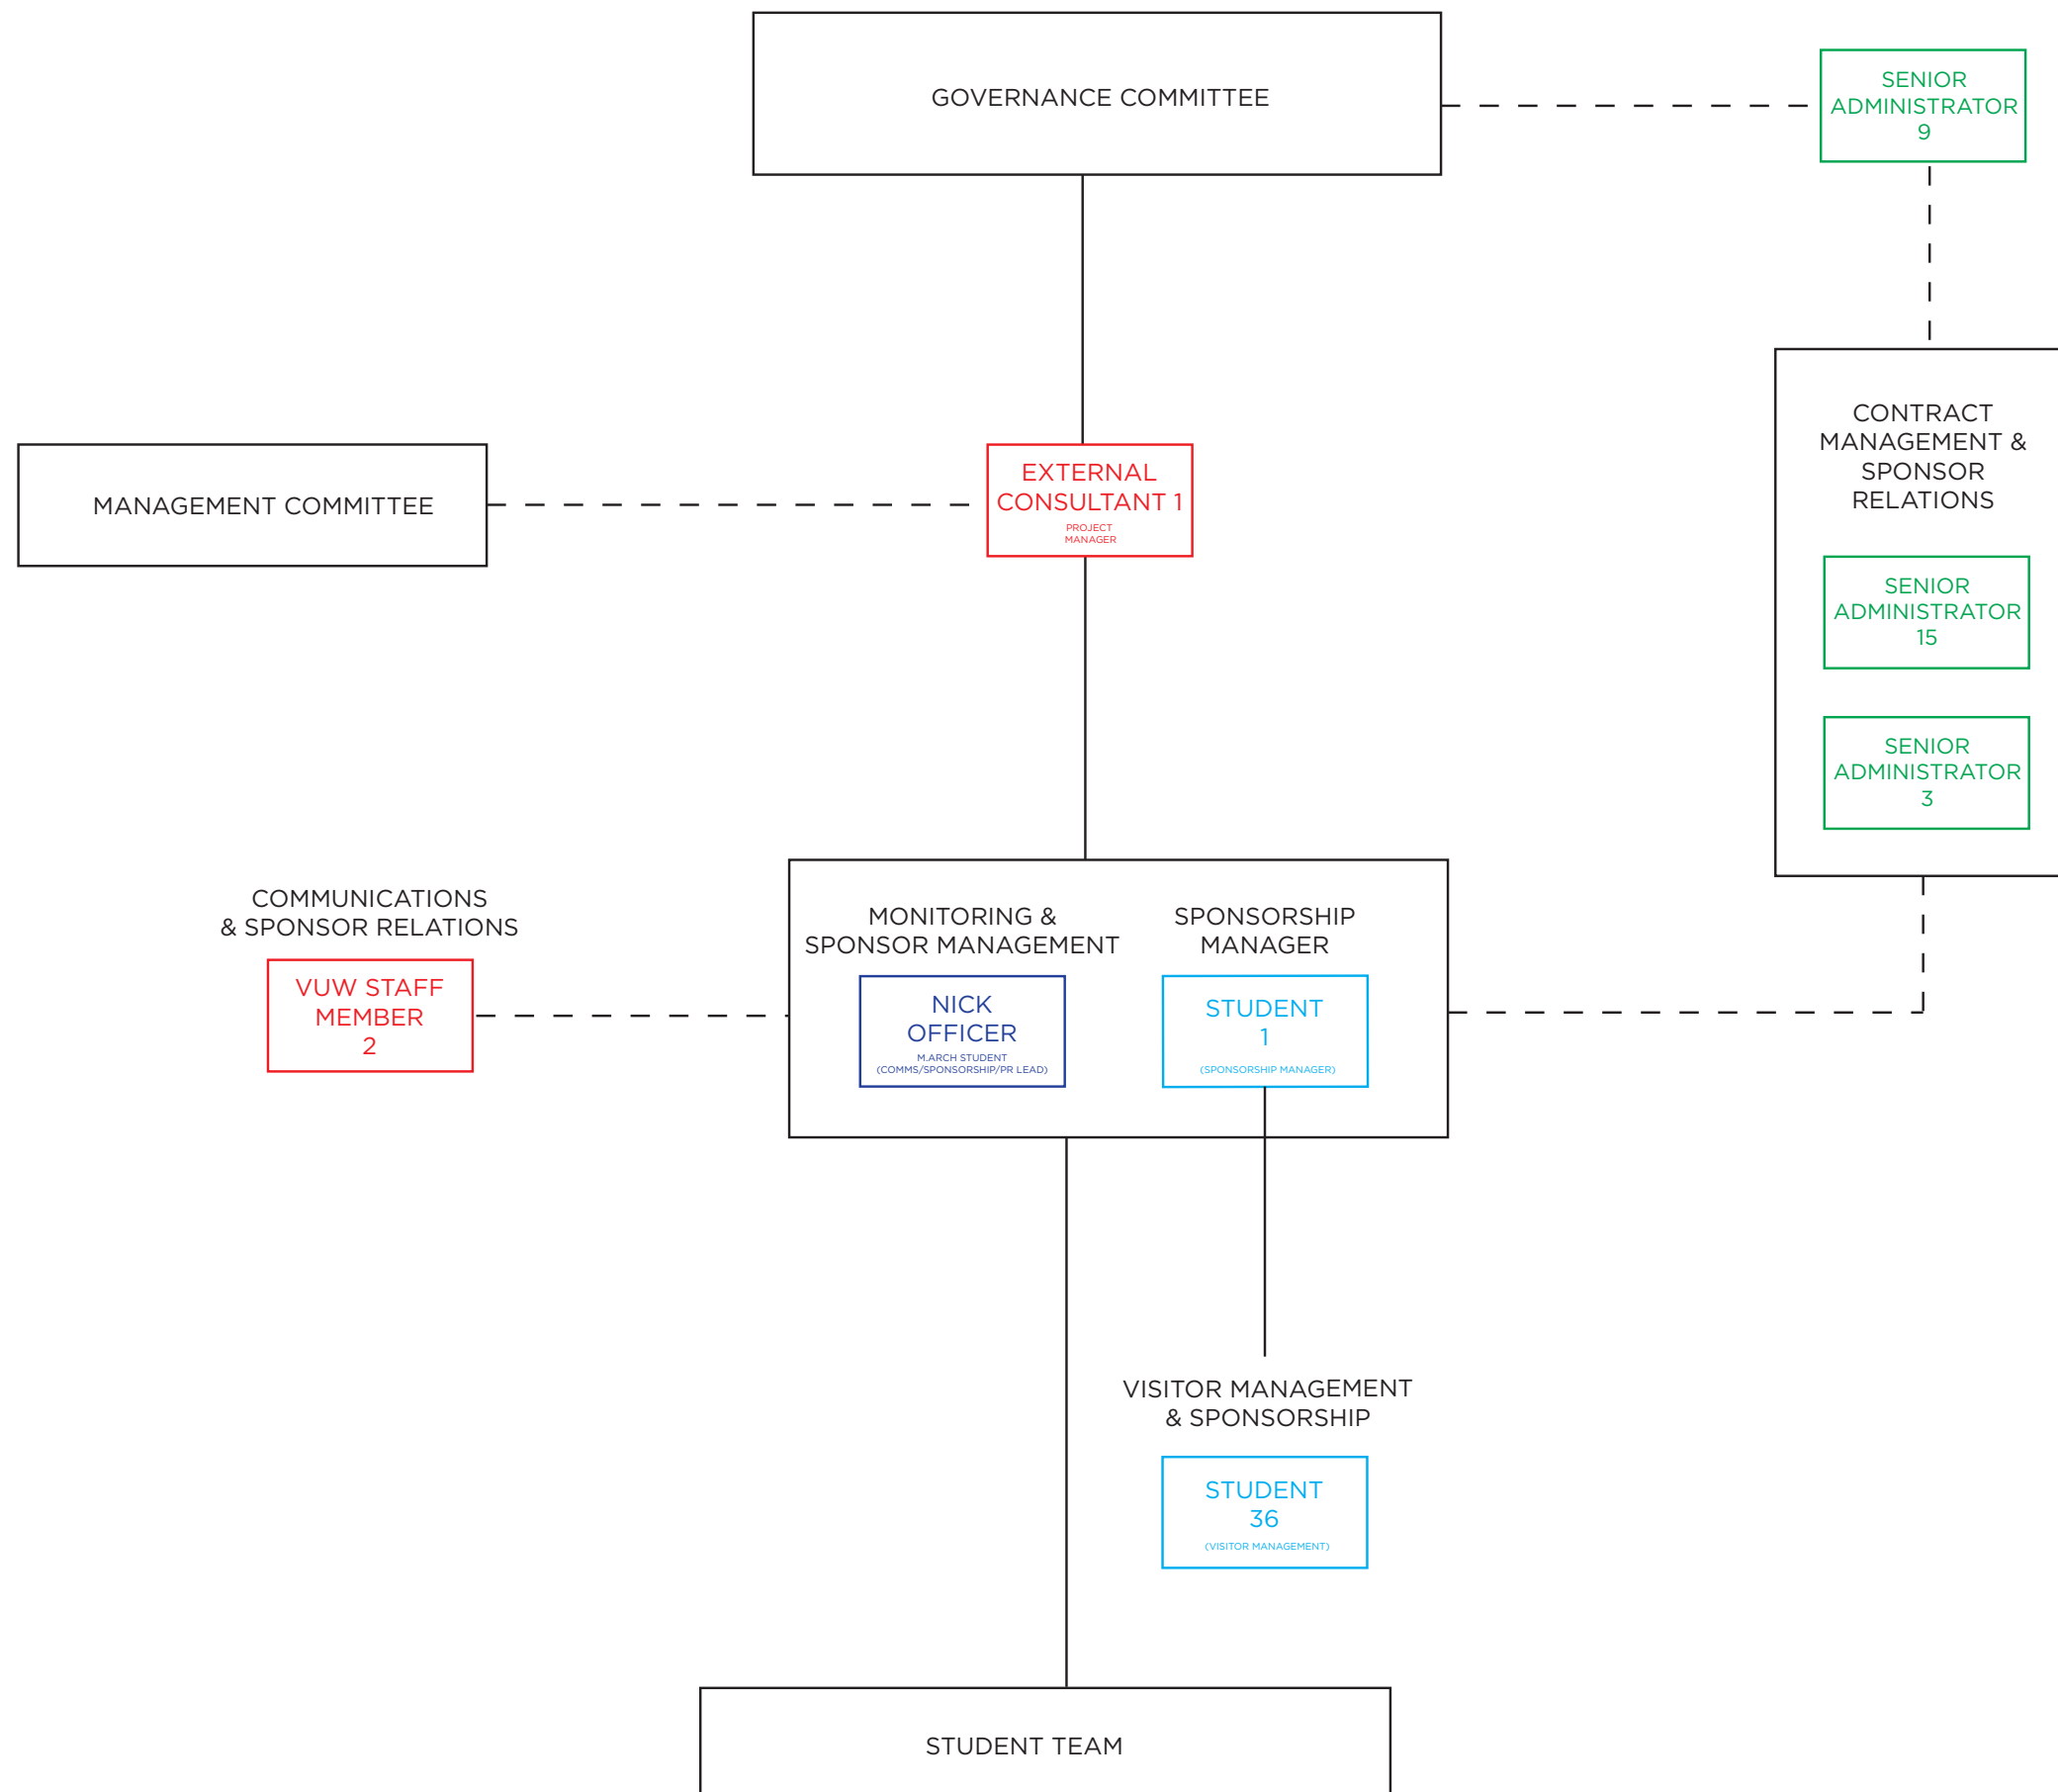 GOVERNANCE COMMITTEE
SENIOR
ADMINISTRATOR
9
CONTRACT
MANAGEMENT &
SPONSOR
RELATIONS
SENIOR
ADMINISTRATOR
15
SENIOR
ADMINISTRATOR
3
MANAGEMENT COMMITTEE
EXTERNAL
CONSULTANT 1
PROJECT
MANAGER
COMMUNICATIONS
& SPONSOR RELATIONS
VUW STAFF
MEMBER
2
MONITORING &
SPONSOR MANAGEMENT
NICK
OFFICER
M.ARCH STUDENT
(COMMS/SPONSORSHIP/PR LEAD)
SPONSORSHIP
MANAGER
STUDENT
1
(SPONSORSHIP MANAGER)
VISITOR MANAGEMENT
& SPONSORSHIP
STUDENT
36
(VISITOR MANAGEMENT)
STUDENT TEAM